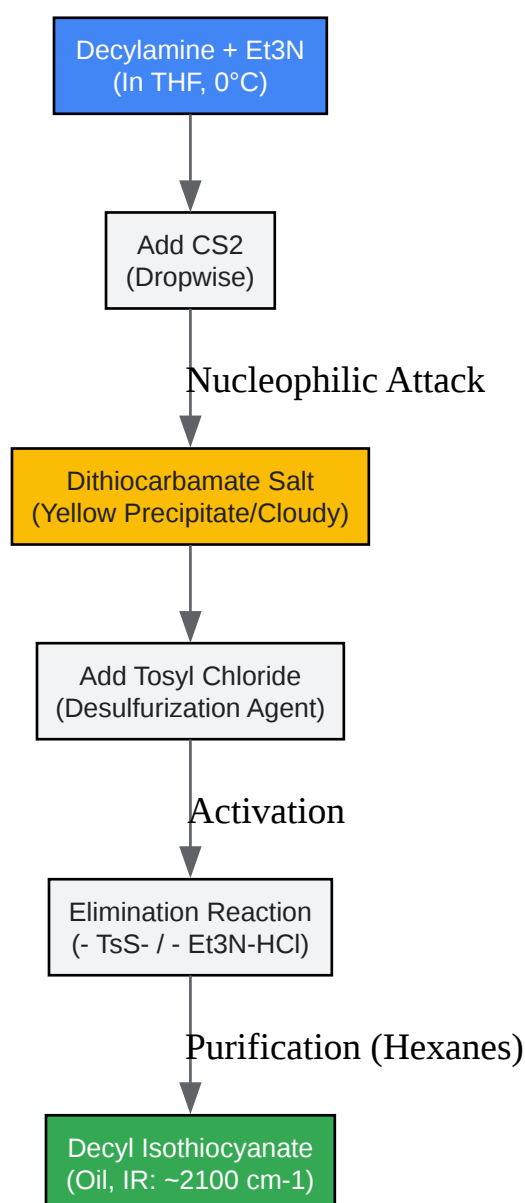 Decylamine + Et3N
(In THF, 0°C)
Add CS2
(Dropwise)
Nucleophilic Attack
Dithiocarbamate Salt
(Yellow Precipitate/Cloudy)
Add Tosyl Chloride
(Desulfurization Agent)
Activation
Elimination Reaction
(- TsS- / - Et3N-HCl)
Purification (Hexanes)
Decyl Isothiocyanate
(Oil, IR: ~2100 cm-1)